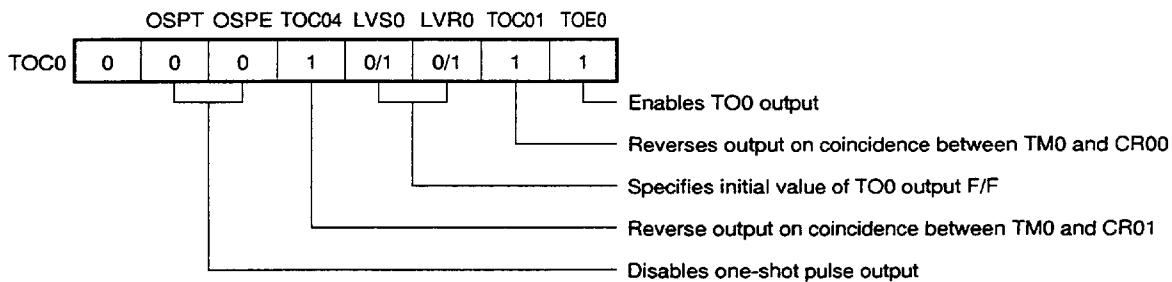 OSPT OSPE TOC04 LVS0 LVR0 TOC01 TOE0
TOC0 0 0 0 1 0/1 0/1 1 1
Enables TO0 output
Reverses output on coincidence between TM0 and CR00
Specifies initial value of TO0 output F/F
Reverse output on coincidence between TM0 and CR01
Disables one-shot pulse output